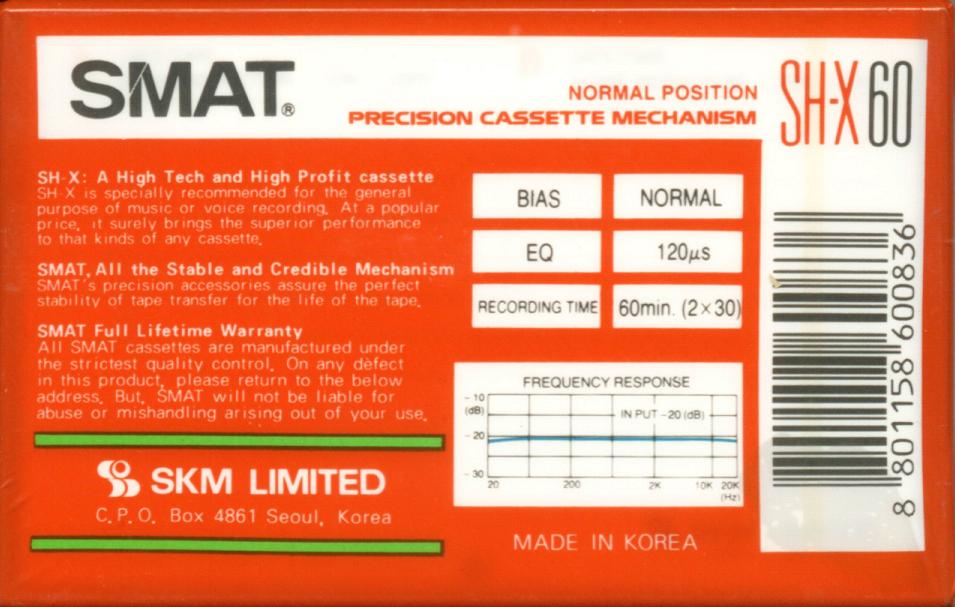 SMAT®
NORMAL POSITION
PRECISION CASSETTE MECHANISM
SH-X 60
SH-X: A High Tech and High Profit cassette
SH-X is specially recommended for the general
purpose of music or voice recording. At a popular
price, it surely brings the superior performance
to that kinds of any cassette.
SMAT, All the Stable and Credible Mechanism
SMAT's precision accessories assure the perfect
stability of tape transfer for the life of the tape.
SMAT Full Lifetime Warranty
All SMAT cassettes are manufactured under
the strictest quality control. On any defect
in this product, please return to the below
address. But, SMAT will not be liable for
abuse or mishandling arising out of your use.
SKM LIMITED
C.P.O. Box 4861 Seoul, Korea
BIAS NORMAL
EQ 120μs
RECORDING TIME 60min. (2×30)
FREQUENCY RESPONSE
-10
(dB)
IN PUT -20 (dB)
-20
-30
20 200 2K 10K 20K
(Hz)
MADE IN KOREA
8 801158 600836